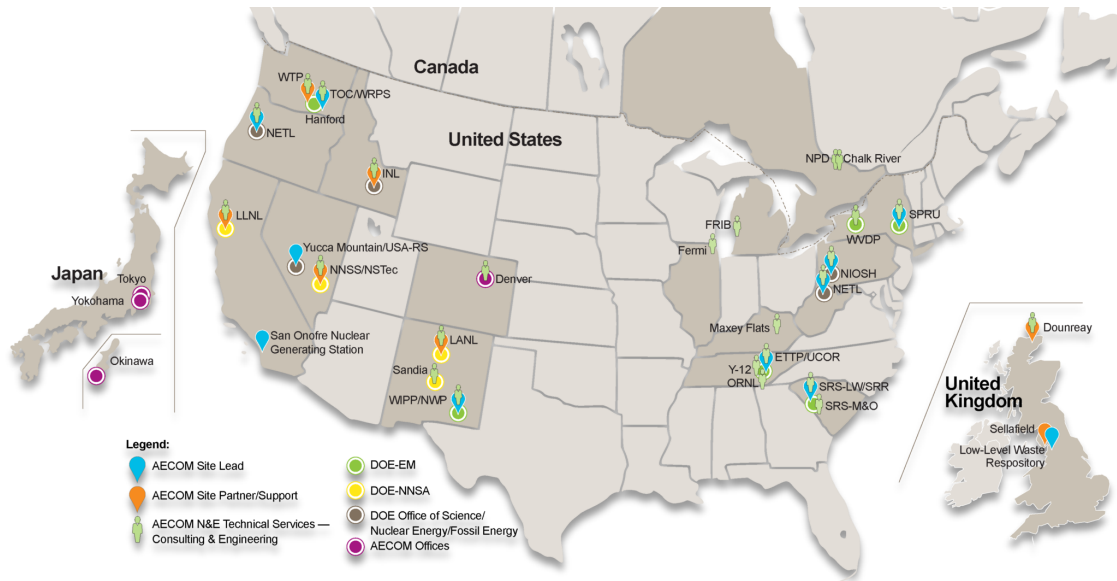 Canada
WTP
TOC/WRPS
Hanford
NETL
United States
INL
NPD
Chalk River
LLNL
FRIB
SPRU
WVDP
Fermi
Yucca Mountain/USA-RS
NNSS/NSTec
Denver
NIOSH
NETL
Japan
Tokyo
Yokohama
Okinawa
San Onofre Nuclear
Generating Station
LANL
Sandia
WIPP/NWP
Maxey Flats
ETTP/UCOR
Y-12
ORNL
SRS-LW/SRR
SRS-M&O
Dounreay
United
Kingdom
Sellafield
Low-Level Waste
Respository
Legend:
AECOM Site Lead
AECOM Site Partner/Support
AECOM N&E Technical Services —
Consulting & Engineering
DOE-EM
DOE-NNSA
DOE Office of Science/
Nuclear Energy/Fossil Energy
AECOM Offices